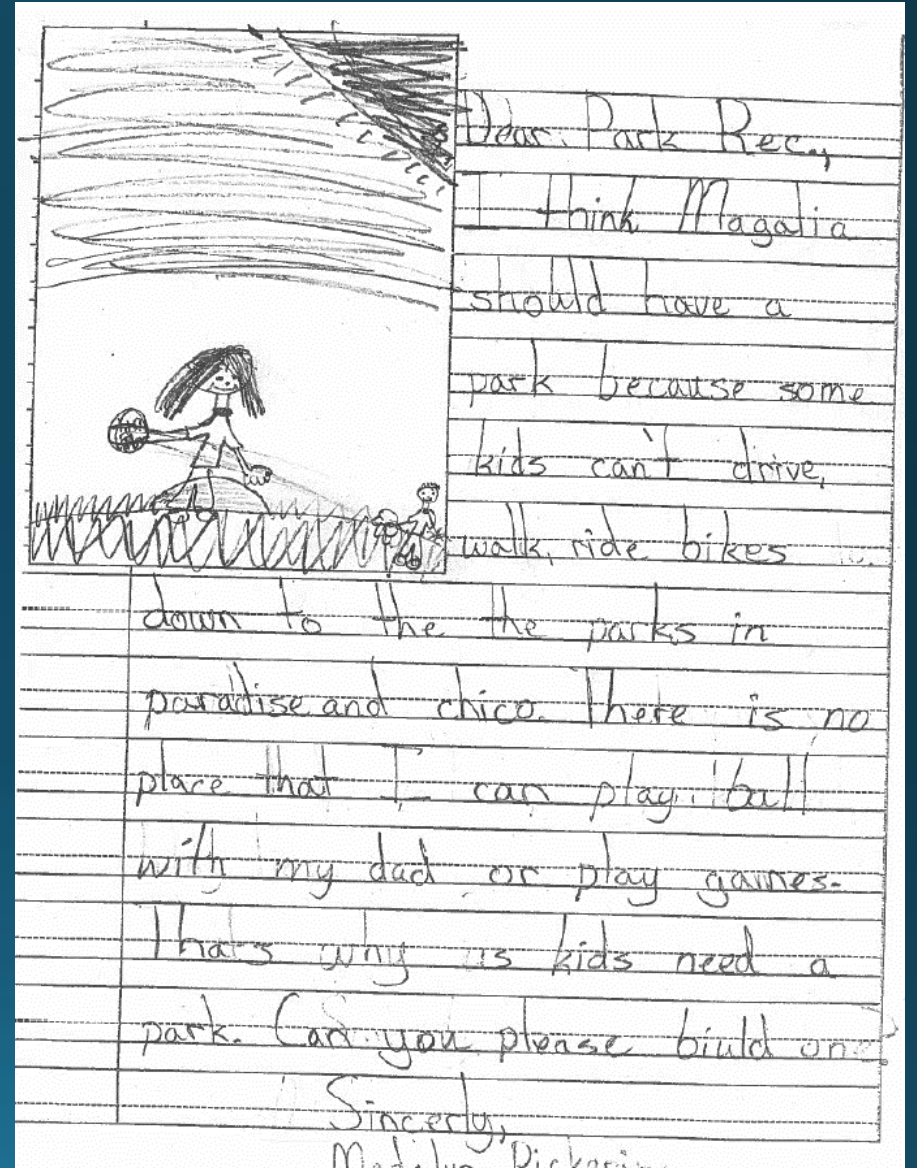 Dear Park Rec.,
I think Magalia
should have a
park because some
kids can't drive,
walk, ride bikes
down to the the parks in
paradise and chico. There is no
place that I can play ball
with my dad or play games.
Thats why us kids need a
park. Can you please biuld one?
Sincerly,